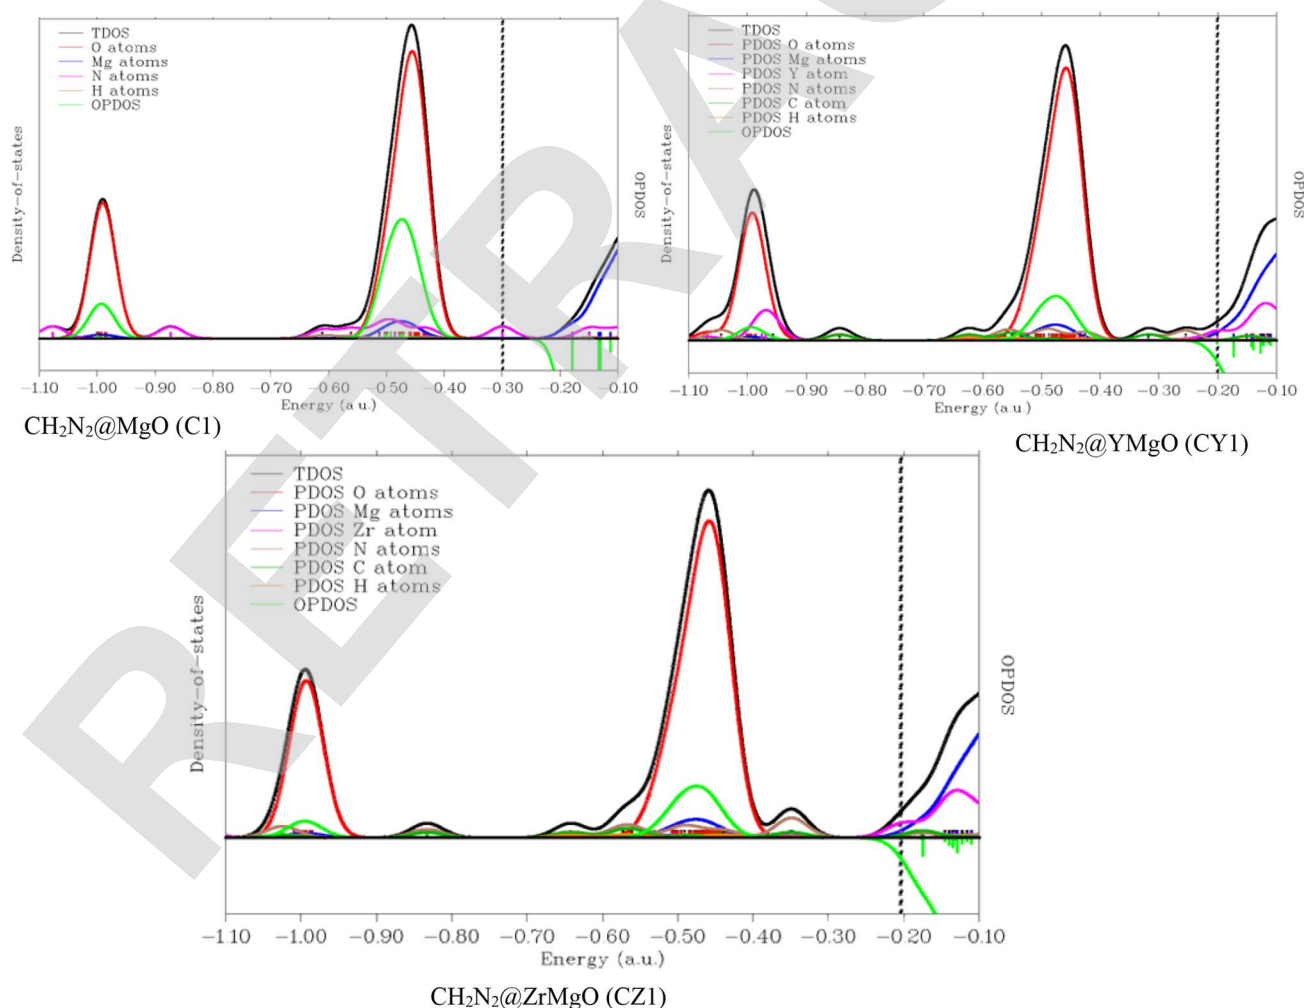 TDOS
O atoms
Mg atoms
N atoms
H atoms
OPDOS
Density-of-states
OPDOS
-1.10 -1.00 -0.90 -0.80 -0.70 -0.60 -0.50 -0.40 -0.30 -0.20 -0.10
Energy (a.u.)
CH₂N₂@MgO (C1)
TDOS
PDOS O atoms
PDOS Mg atoms
PDOS Y atom
PDOS N atoms
PDOS C atom
PDOS H atoms
OPDOS
Density-of-states
OPDOS
-1.10 -1.00 -0.90 -0.80 -0.70 -0.60 -0.50 -0.40 -0.30 -0.20 -0.10
Energy (a.u.)
CH₂N₂@YMgO (CY1)
TDOS
PDOS O atoms
PDOS Mg atoms
PDOS Zr atom
PDOS N atoms
PDOS C atom
PDOS H atoms
OPDOS
Density-of-states
OPDOS
-1.10 -1.00 -0.90 -0.80 -0.70 -0.60 -0.50 -0.40 -0.30 -0.20 -0.10
Energy (a.u.)
CH₂N₂@ZrMgO (CZ1)